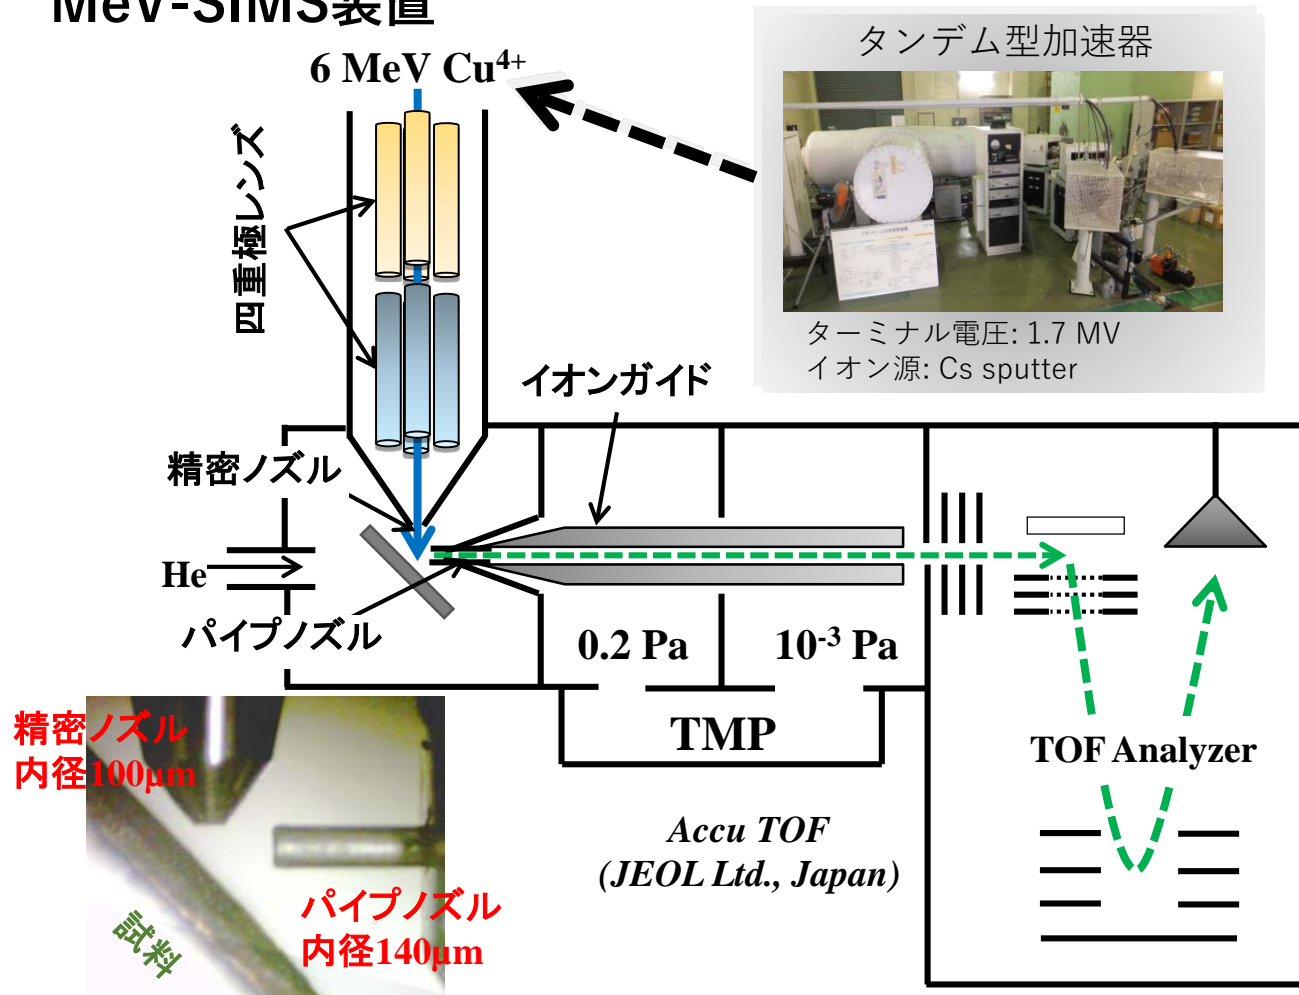 MeV-SIMS装置
6 MeV Cu4+
タンデム型加速器
ターミナル電圧: 1.7 MV
イオン源: Cs sputter
四重極レンズ
イオンガイド
精密ノズル
He
パイプノズル
0.2 Pa
10-3 Pa
TMP
TOF Analyzer
Accu TOF
(JEOL Ltd., Japan)
精密ノズル
内径100μm
パイプノズル
内径140μm
試料